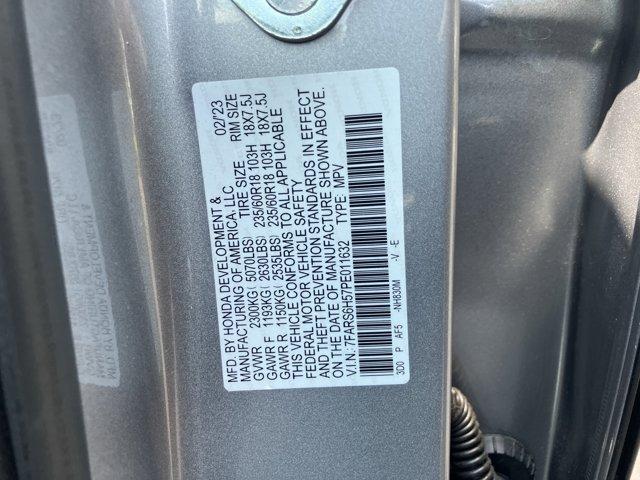 MFD. BY HONDA DEVELOPMENT & 02/'23
MANUFACTURING OF AMERICA, LLC
TIRE SIZE RIM SIZE
GVWR 2300KG( 5070LBS) 235/60R18 103H 18X7.5J
GAWR F 1193KG( 2630LBS) 235/60R18 103H 18X7.5J
GAWR R 1150KG( 2535LBS)
THIS VEHICLE CONFORMS TO ALL APPLICABLE
FEDERAL MOTOR VEHICLE SAFETY
AND THEFT PREVENTION STANDARDS IN EFFECT
ON THE DATE OF MANUFACTURE SHOWN ABOVE.
V.I.N.:7FARS6H57PE011632 TYPE: MPV
3D0 P AF5 -NH830M -V -E